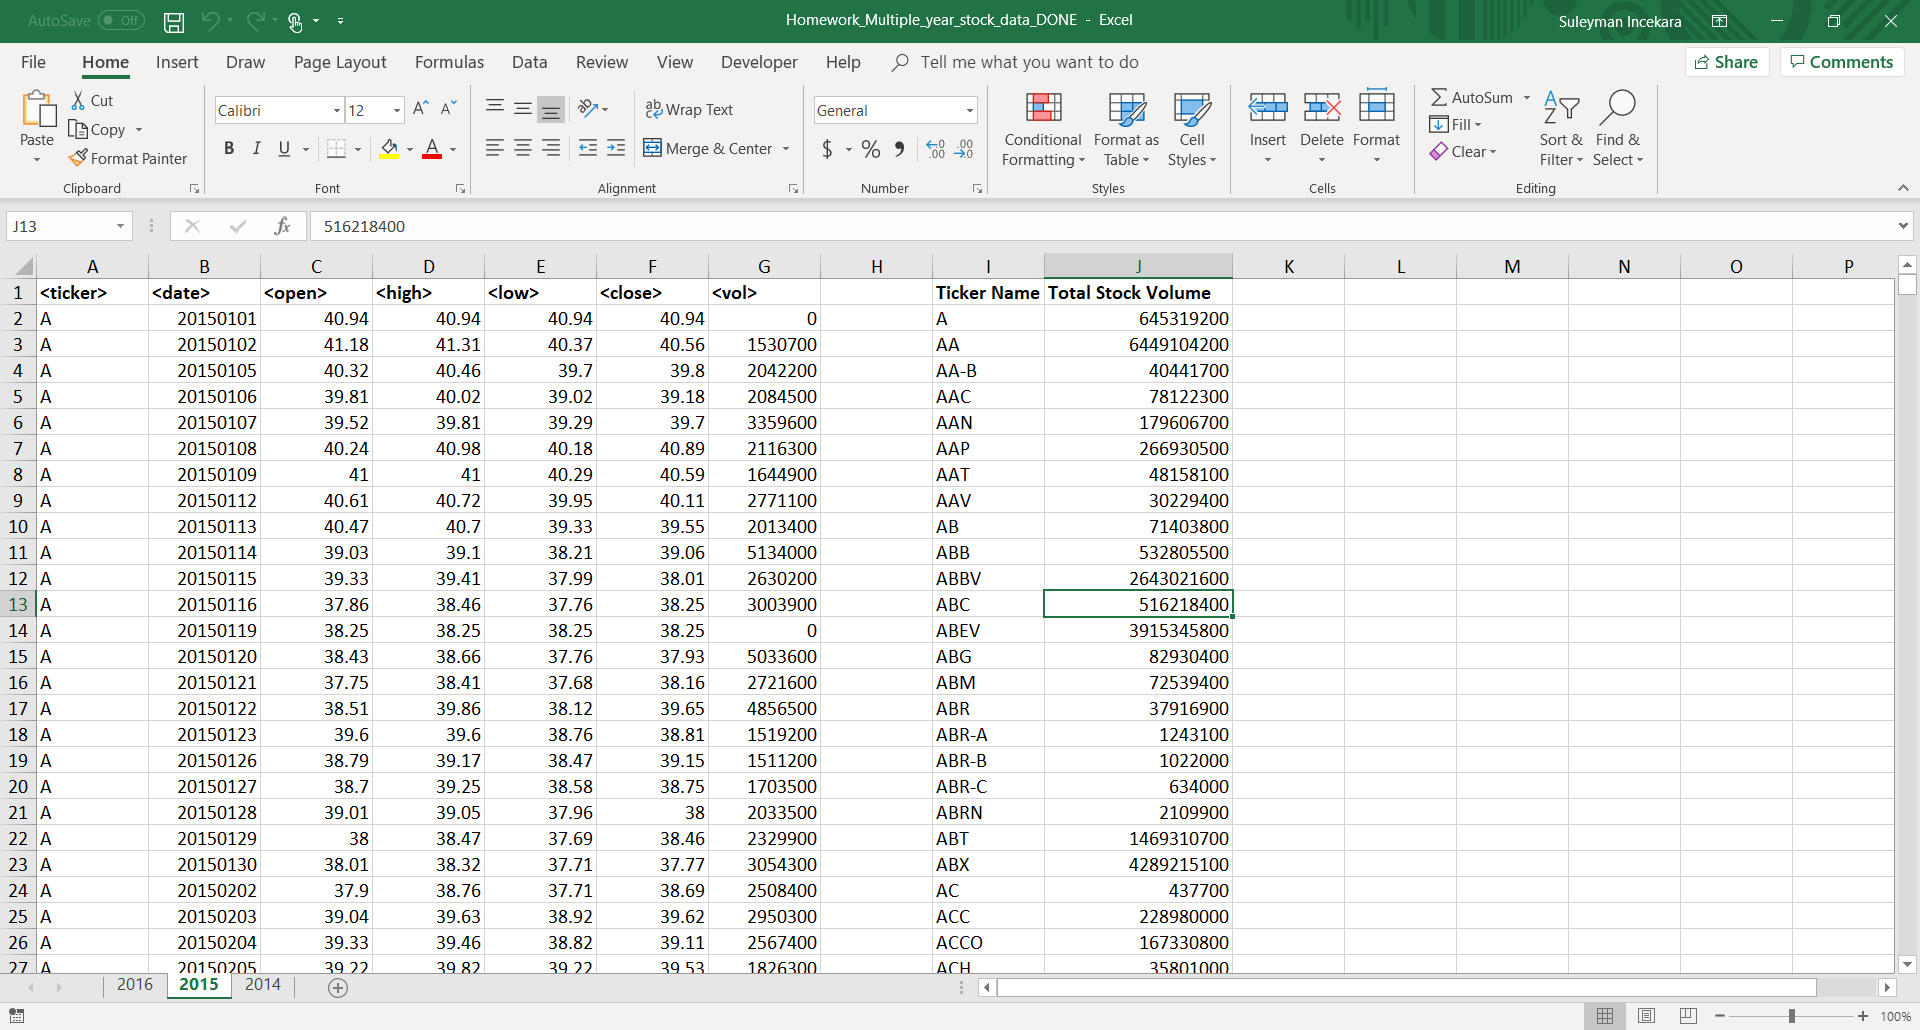 AutoSave Off Homework_Multiple_year_stock_data_DONE - Excel Suleyman Incekara
File Home Insert Draw Page Layout Formulas Data Review View Developer Help Tell me what you want to do Share Comments
Paste Cut Copy Format Painter Clipboard
Calibri 12 B I U A Font
Wrap Text Merge & Center Alignment
General $ % Number
Conditional Formatting Format as Table Cell Styles Styles
Insert Delete Format Cells
AutoSum Fill Clear Sort & Filter Find & Select Editing
J13 fx 516218400
A B C D E F G H I J K L M N O P
1 <ticker> <date> <open> <high> <low> <close> <vol> Ticker Name Total Stock Volume
2 A 20150101 40.94 40.94 40.94 40.94 0 A 645319200
3 A 20150102 41.18 41.31 40.37 40.56 1530700 AA 6449104200
4 A 20150105 40.32 40.46 39.7 39.8 2042200 AA-B 40441700
5 A 20150106 39.81 40.02 39.02 39.18 2084500 AAC 78122300
6 A 20150107 39.52 39.81 39.29 39.7 3359600 AAN 179606700
7 A 20150108 40.24 40.98 40.18 40.89 2116300 AAP 266930500
8 A 20150109 41 41 40.29 40.59 1644900 AAT 48158100
9 A 20150112 40.61 40.72 39.95 40.11 2771100 AAV 30229400
10 A 20150113 40.47 40.7 39.33 39.55 2013400 AB 71403800
11 A 20150114 39.03 39.1 38.21 39.06 5134000 ABB 532805500
12 A 20150115 39.33 39.41 37.99 38.01 2630200 ABBV 2643021600
13 A 20150116 37.86 38.46 37.76 38.25 3003900 ABC 516218400
14 A 20150119 38.25 38.25 38.25 38.25 0 ABEV 3915345800
15 A 20150120 38.43 38.66 37.76 37.93 5033600 ABG 82930400
16 A 20150121 37.75 38.41 37.68 38.16 2721600 ABM 72539400
17 A 20150122 38.51 39.86 38.12 39.65 4856500 ABR 37916900
18 A 20150123 39.6 39.6 38.76 38.81 1519200 ABR-A 1243100
19 A 20150126 38.79 39.17 38.47 39.15 1511200 ABR-B 1022000
20 A 20150127 38.7 39.25 38.58 38.75 1703500 ABR-C 634000
21 A 20150128 39.01 39.05 37.96 38 2033500 ABRN 2109900
22 A 20150129 38 38.47 37.69 38.46 2329900 ABT 1469310700
23 A 20150130 38.01 38.32 37.71 37.77 3054300 ABX 4289215100
24 A 20150202 37.9 38.76 37.71 38.69 2508400 AC 437700
25 A 20150203 39.04 39.63 38.92 39.62 2950300 ACC 228980000
26 A 20150204 39.33 39.46 38.82 39.11 2567400 ACCO 167330800
27 A 20150205 39.22 39.82 39.22 39.53 1826300 ACH 35801000
2016 2015 2014
100%